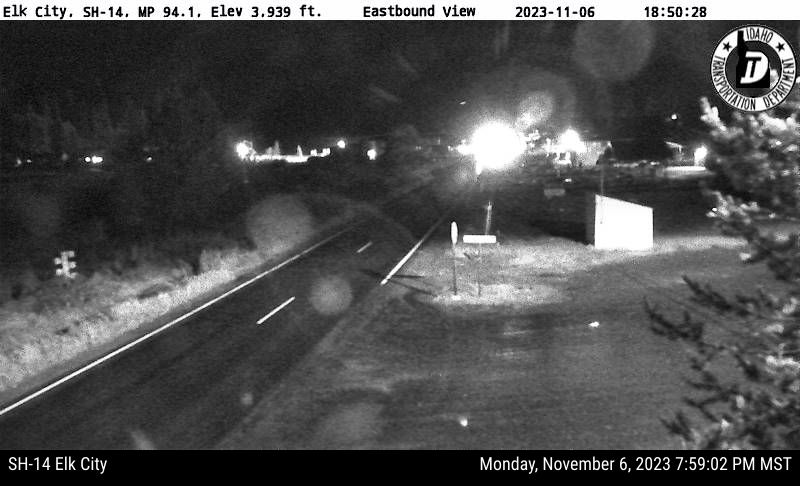 Elk City, SH-14, MP 94.1, Elev 3,939 ft. Eastbound View 2023-11-06 18:50:28
IDAHO
TRANSPORTATION DEPARTMENT
SH-14 Elk City
Monday, November 6, 2023 7:59:02 PM MST